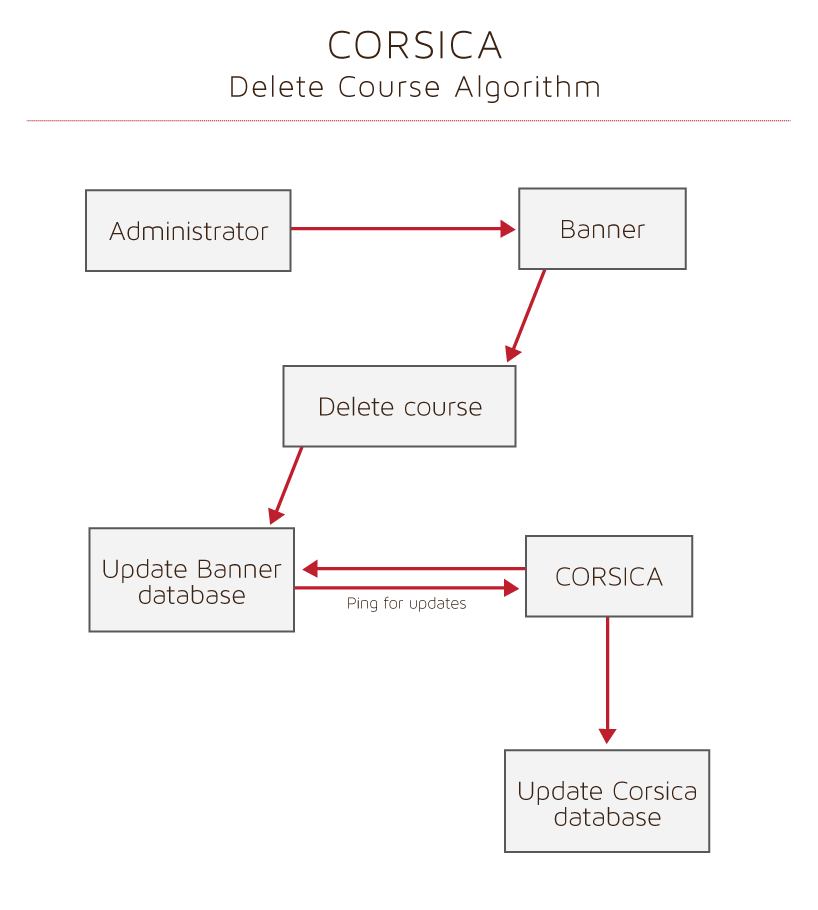 CORSICA
Delete Course Algorithm
Administrator
Banner
Delete course
Update Banner
database
CORSICA
Ping for updates
Update Corsica
database